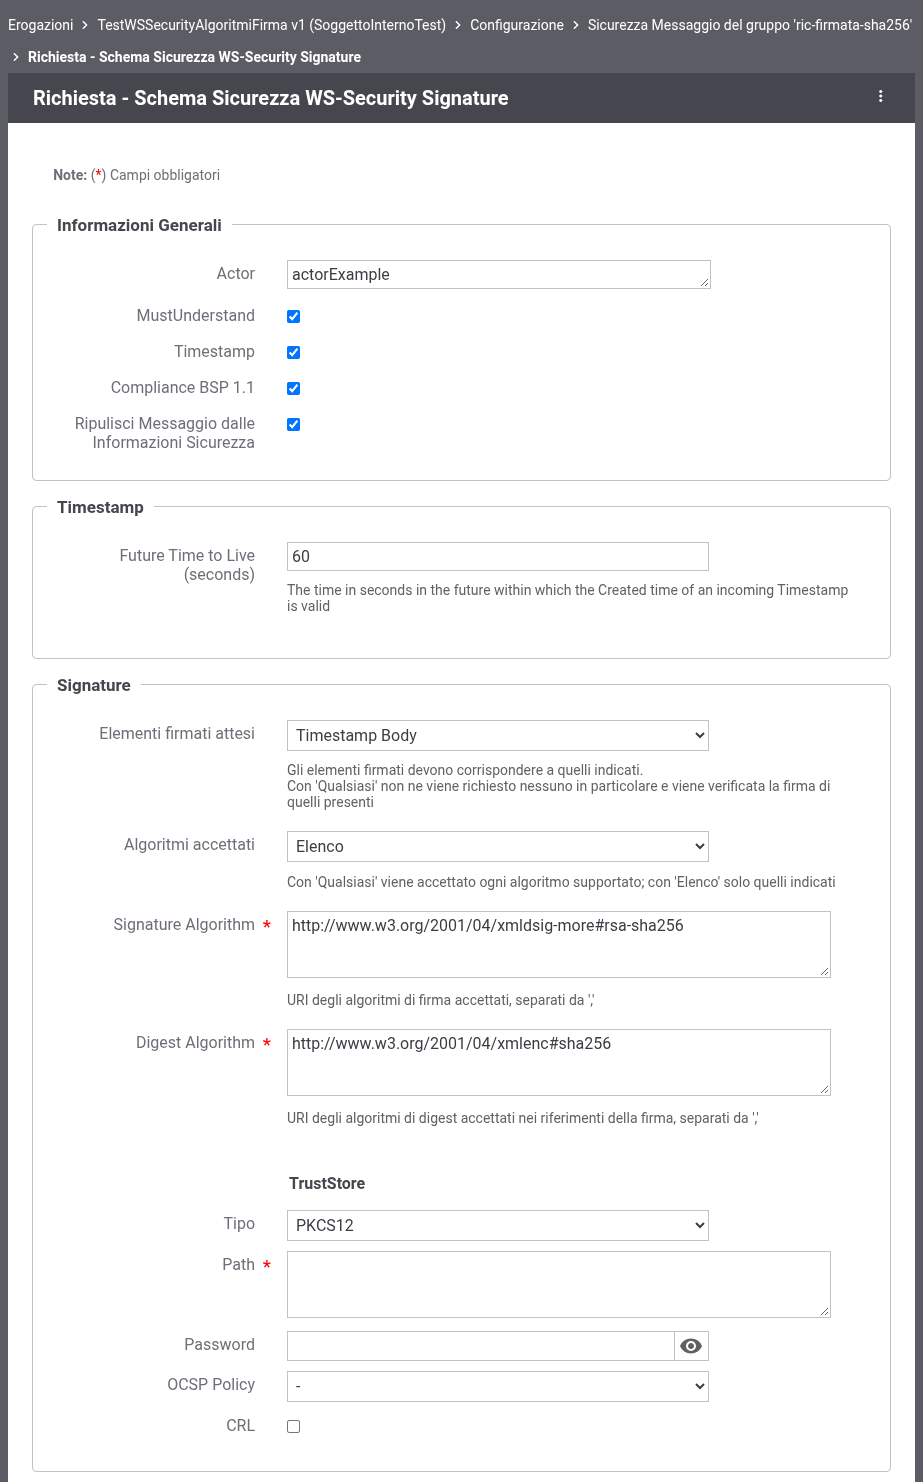 Erogazioni > TestWSSecurityAlgoritmiFirma v1 (SoggettoInternoTest) > Configurazione > Sicurezza Messaggio del gruppo 'ric-firmata-sha256'
> Richiesta - Schema Sicurezza WS-Security Signature
Richiesta - Schema Sicurezza WS-Security Signature
Note: (*) Campi obbligatori
Informazioni Generali
Actor
actorExample
MustUnderstand
Timestamp
Compliance BSP 1.1
Ripulisci Messaggio dalle
Informazioni Sicurezza
Timestamp
Future Time to Live
(seconds)
60
The time in seconds in the future within which the Created time of an incoming Timestamp
is valid
Signature
Elementi firmati attesi
Timestamp Body
Gli elementi firmati devono corrispondere a quelli indicati.
Con 'Qualsiasi' non ne viene richiesto nessuno in particolare e viene verificata la firma di
quelli presenti
Algoritmi accettati
Elenco
Con 'Qualsiasi' viene accettato ogni algoritmo supportato; con 'Elenco' solo quelli indicati
Signature Algorithm *
http://www.w3.org/2001/04/xmldsig-more#rsa-sha256
URI degli algoritmi di firma accettati, separati da ','
Digest Algorithm *
http://www.w3.org/2001/04/xmlenc#sha256
URI degli algoritmi di digest accettati nei riferimenti della firma, separati da ','
TrustStore
Tipo
PKCS12
Path *
Password
OCSP Policy
-
CRL